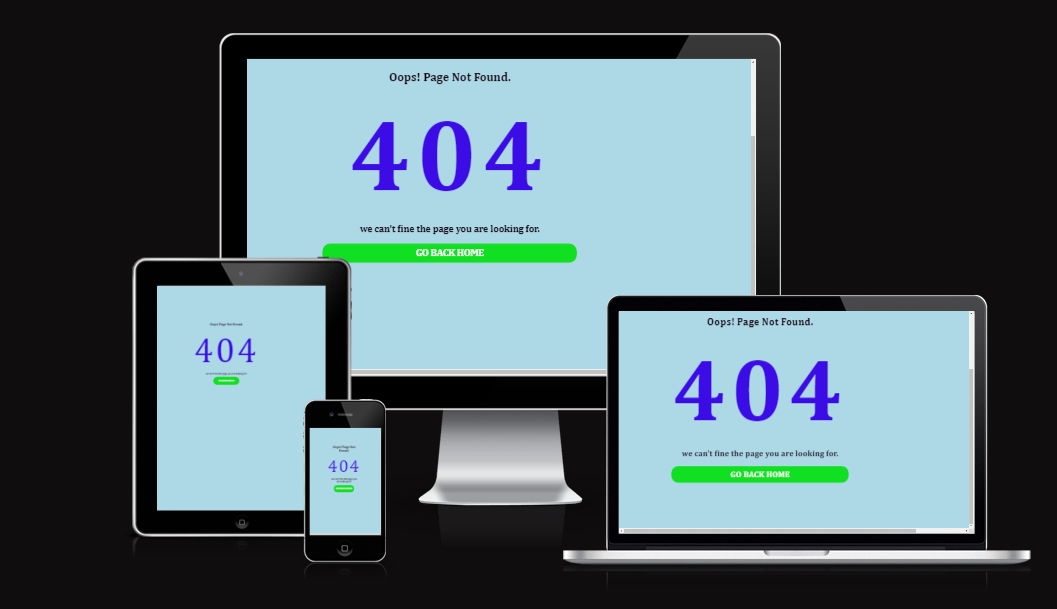 Oops! Page Not Found.
404
we can't fine the page you are looking for.
GO BACK HOME
Oops! Page Not Found.
404
Oops! Page Not
Found.
404
Oops! Page Not Found.
404
we can't fine the page you are looking for.
GO BACK HOME